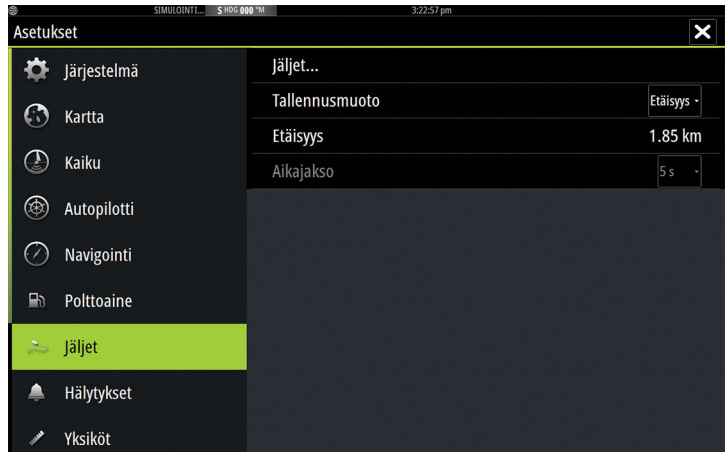 SIMULOINTI... S HDG 000 °M 3:22:57 pm
Asetukset
Järjestelmä
Kartta
Kaiku
Autopilotti
Navigointi
Polttoaine
Jäljet
Hälytykset
Yksiköt
Jäljet...
Tallennusmuoto Etäisyys
Etäisyys 1.85 km
Aikajakso 5 s